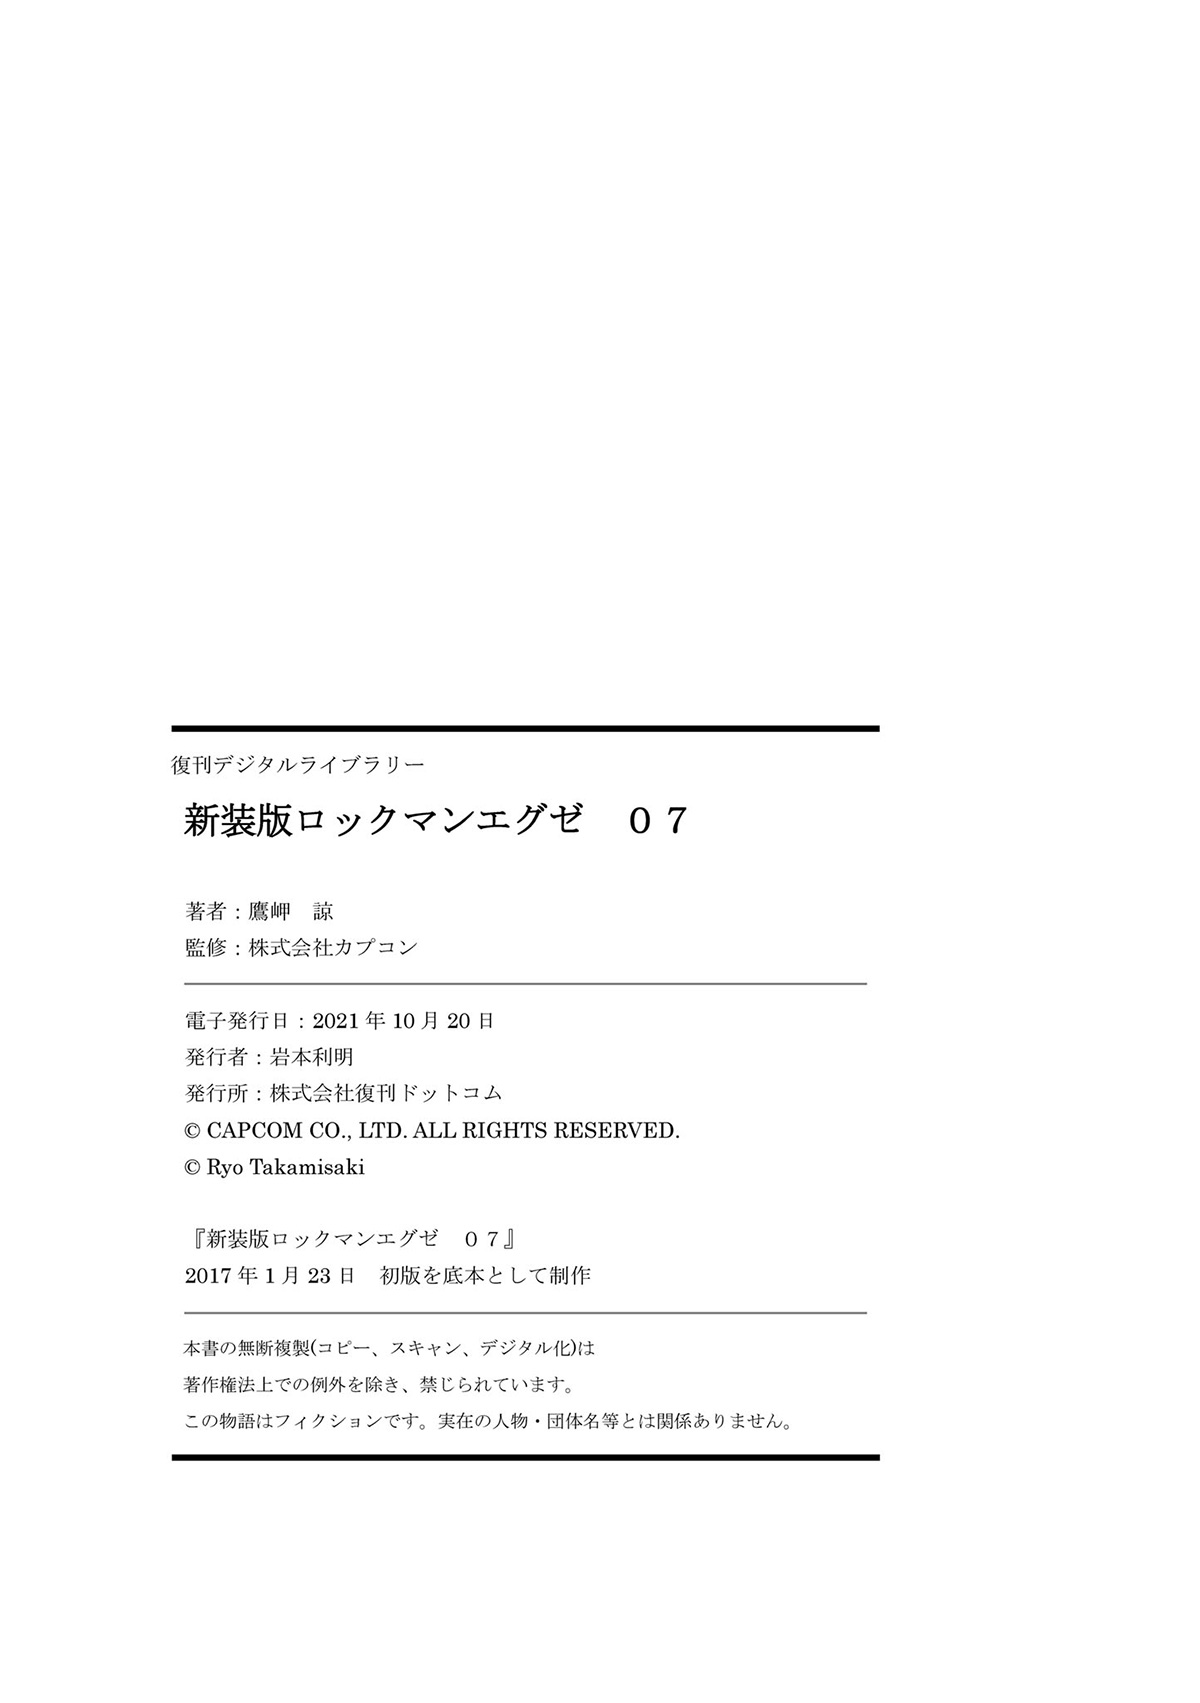 復刊デジタルライブラリー
新装版ロックマンエグゼ　０７
著者：鷹岬　諒
監修：株式会社カプコン
電子発行日：2021 年 10 月 20 日
発行者：岩本利明
発行所：株式会社復刊ドットコム
© CAPCOM CO., LTD. ALL RIGHTS RESERVED.
© Ryo Takamisaki
『新装版ロックマンエグゼ　０７』
2017 年 1 月 23 日　初版を底本として制作
本書の無断複製(コピー、スキャン、デジタル化)は
著作権法上での例外を除き、禁じられています。
この物語はフィクションです。実在の人物・団体名等とは関係ありません。